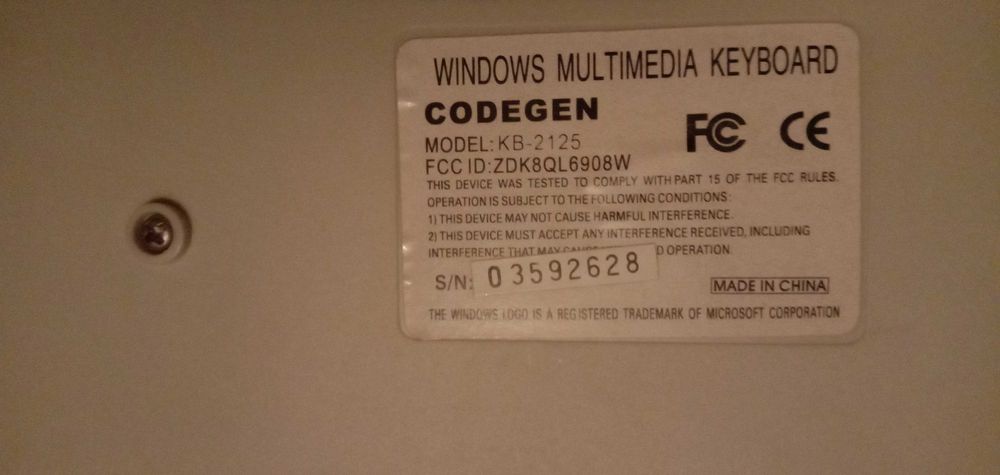 WINDOWS MULTIMEDIA KEYBOARD
CODEGEN
FC CE
MODEL: KB-2125
FCC ID: ZDK8QL6908W
THIS DEVICE WAS TESTED TO COMPLY WITH PART 15 OF THE FCC RULES.
OPERATION IS SUBJECT TO THE FOLLOWING CONDITIONS:
1) THIS DEVICE MAY NOT CAUSE HARMFUL INTERFERENCE.
2) THIS DEVICE MUST ACCEPT ANY INTERFERENCE RECEIVED, INCLUDING
INTERFERENCE THAT MAY OPERATION.
S/N: 03592628
MADE IN CHINA
THE WINDOWS LOGO IS A REGISTERED TRADEMARK OF MICROSOFT CORPORATION